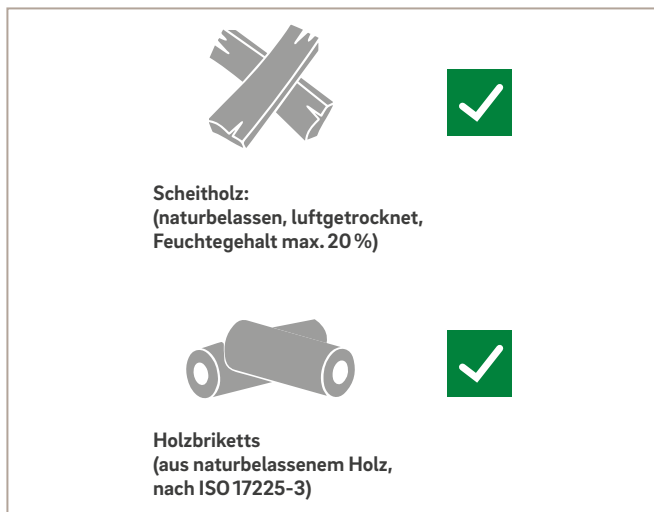 Scheitholz:
(naturbelassen, luftgetrocknet,
Feuchtegehalt max. 20 %)
Holzbriketts
(aus naturbelassenem Holz,
nach ISO 17225-3)